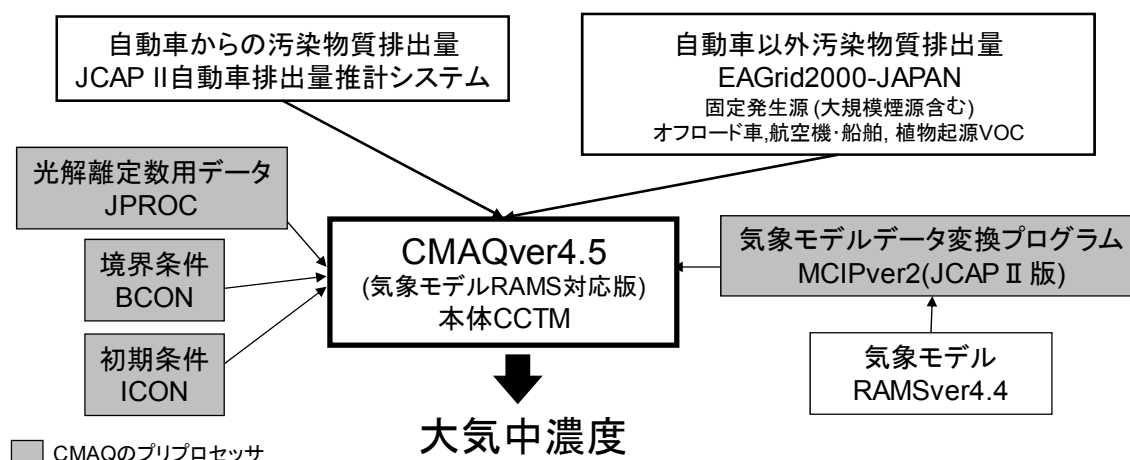 自動車からの汚染物質排出量
JCAP II自動車排出量推計システム
自動車以外汚染物質排出量
EAGrid2000-JAPAN
固定発生源 (大規模煙源含む)
オフロード車,航空機・船舶, 植物起源VOC
光解離定数用データ
JPROC
境界条件
BCON
初期条件
ICON
CMAQver4.5
(気象モデルRAMS対応版)
本体CCTM
気象モデルデータ変換プログラム
MCIPver2(JCAPⅡ版)
気象モデル
RAMSver4.4
大気中濃度
CMAQのプリプロセッサ